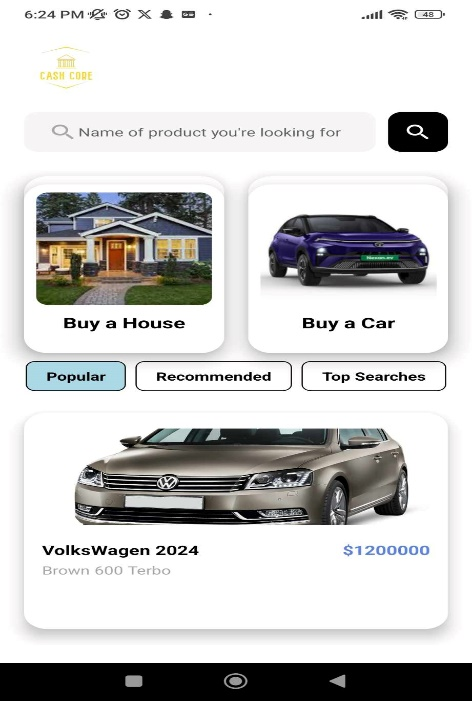 6:24 PM
48
CASH CORE
Name of product you're looking for
Buy a House
Buy a Car
Popular
Recommended
Top Searches
VolksWagen 2024
$1200000
Brown 600 Terbo